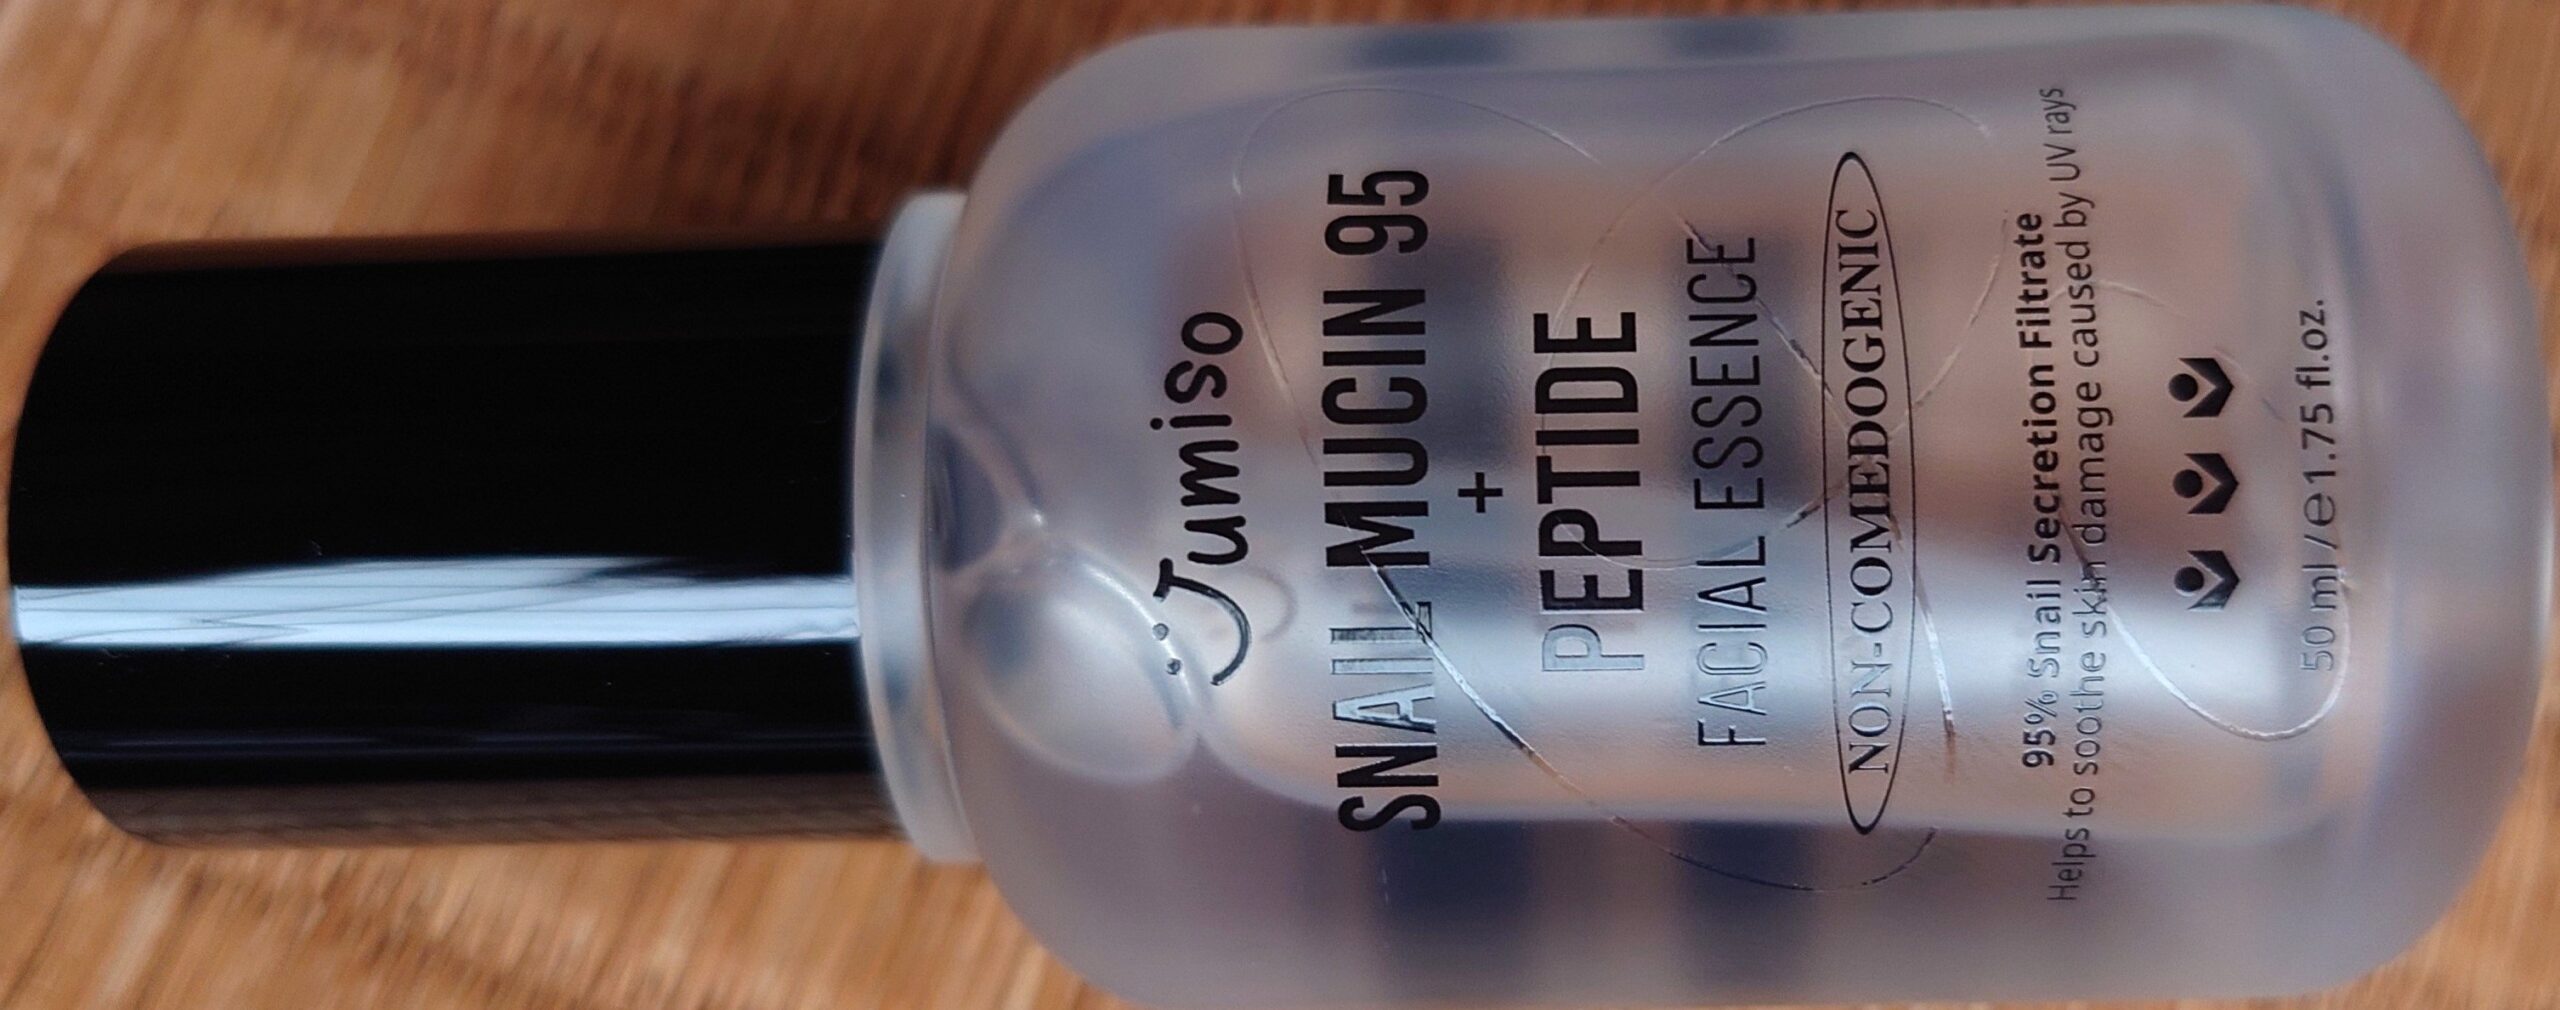 Jumiso
SNAIL MUCIN 95
+
PEPTIDE
FACIAL ESSENCE
NON-COMEDOGENIC
95% Snail Secretion Filtrate
Helps to soothe skin damage caused by UV rays
50 ml / ℮ 1.75 fl.oz.